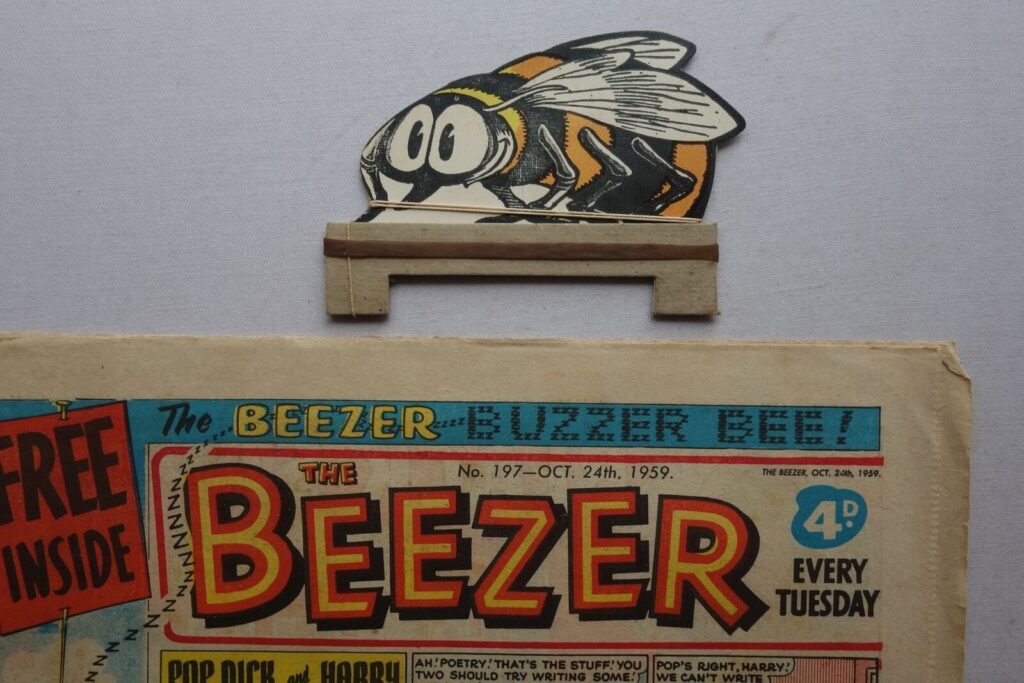 The BEEZER BUZZER BEE!
FREE
INSIDE
THE
No. 197—OCT. 24th, 1959.
THE BEEZER, OCT. 24th, 1959.
BEEZER
4D.
EVERY
TUESDAY
POP, DICK and HARRY
AH! POETRY! THAT'S THE STUFF! YOU
TWO SHOULD TRY WRITING SOME!
POP'S RIGHT, HARRY!
WE CAN'T WRITE